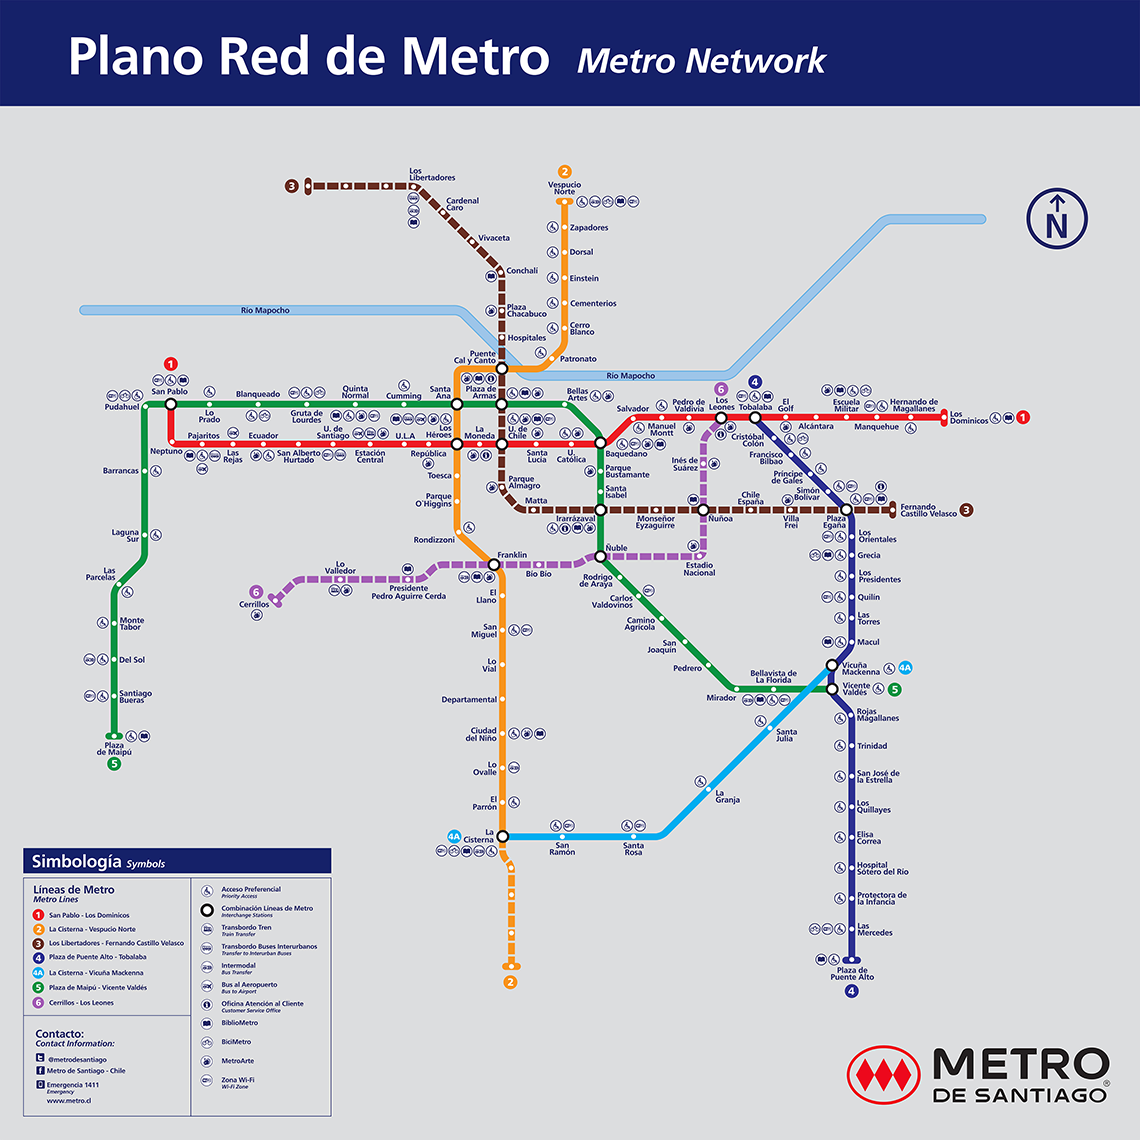 Plano Red de Metro Metro Network
3
Los
Libertadores
Cardenal
Caro
Vivaceta
Conchalí
Plaza
Chacabuco
Hospitales
2
Vespucio
Norte
Zapadores
Dorsal
Einstein
Cementerios
Cerro
Blanco
Patronato
N
Río Mapocho
Río Mapocho
Puente
Cal y Canto
1
San Pablo
Pudahuel
Lo
Prado
Blanqueado
Gruta de
Lourdes
Quinta
Normal
Cumming
Santa
Ana
Plaza de
Armas
Bellas
Artes
Neptuno
Pajaritos
Las
Rejas
Ecuador
San Alberto
Hurtado
U. de
Santiago
Estación
Central
U.L.A
República
Los
Héroes
La
Moneda
U. de
Chile
Santa
Lucia
U.
Católica
Baquedano
Salvador
Manuel
Montt
Pedro de
Valdivia
6
Los
Leones
4
Tobalaba
El
Golf
Alcántara
Escuela
Militar
Manquehue
Hernando de
Magallanes
Los
Dominicos
1
Barrancas
Laguna
Sur
Las
Parcelas
Monte
Tabor
Del Sol
Santiago
Bueras
Plaza
de Maipú
5
Toesca
Parque
O'Higgins
Rondizzoni
Franklin
Parque
Almagro
Matta
Irarrázaval
Parque
Bustamante
Santa
Isabel
Monseñor
Eyzaguirre
Ñuñoa
Chile
España
Villa
Frei
Plaza
Egaña
Fernando
Castillo Velasco
3
Inés de
Suárez
Cristóbal
Colón
Francisco
Bilbao
Príncipe
de Gales
Simón
Bolívar
6
Cerrillos
Lo
Valledor
Presidente
Pedro Aguirre Cerda
Bio Bio
Ñuble
Estadio
Nacional
Los
Orientales
Grecia
Los
Presidentes
Quilín
Las
Torres
Macul
Vicuña
Mackenna
4A
Vicente
Valdés
5
Rodrigo
de Araya
Carlos
Valdovinos
Camino
Agrícola
San
Joaquín
Pedrero
Mirador
Bellavista de
La Florida
El
Llano
San
Miguel
Lo
Vial
Departamental
Ciudad
del Niño
Lo
Ovalle
El
Parrón
4A
La
Cisterna
San
Ramón
Santa
Rosa
La
Granja
Santa
Julia
2
Rojas
Magallanes
Trinidad
San José de
la Estrella
Los
Quillayes
Elisa
Correa
Hospital
Sótero del Río
Protectora de
la Infancia
Las
Mercedes
Plaza de
Puente Alto
4
Simbología Symbols
Líneas de Metro
Metro Lines
1 San Pablo - Los Dominicos
2 La Cisterna - Vespucio Norte
3 Los Libertadores - Fernando Castillo Velasco
4 Plaza de Puente Alto - Tobalaba
4A La Cisterna - Vicuña Mackenna
5 Plaza de Maipú - Vicente Valdés
6 Cerrillos - Los Leones
Contacto:
Contact Information:
@metrodesantiago
Metro de Santiago - Chile
Emergencia 1411
Emergency
www.metro.cl
Acceso Preferencial
Priority Access
Combinación Líneas de Metro
Interchange Stations
Transbordo Tren
Train Transfer
Transbordo Buses Interurbanos
Transfer to Interurban Buses
Intermodal
Bus Transfer
Bus al Aeropuerto
Bus to Airport
Oficina Atención al Cliente
Customer Service Office
BiblioMetro
BiciMetro
MetroArte
Zona Wi-Fi
Wi-Fi Zone
METRO
DE SANTIAGO®